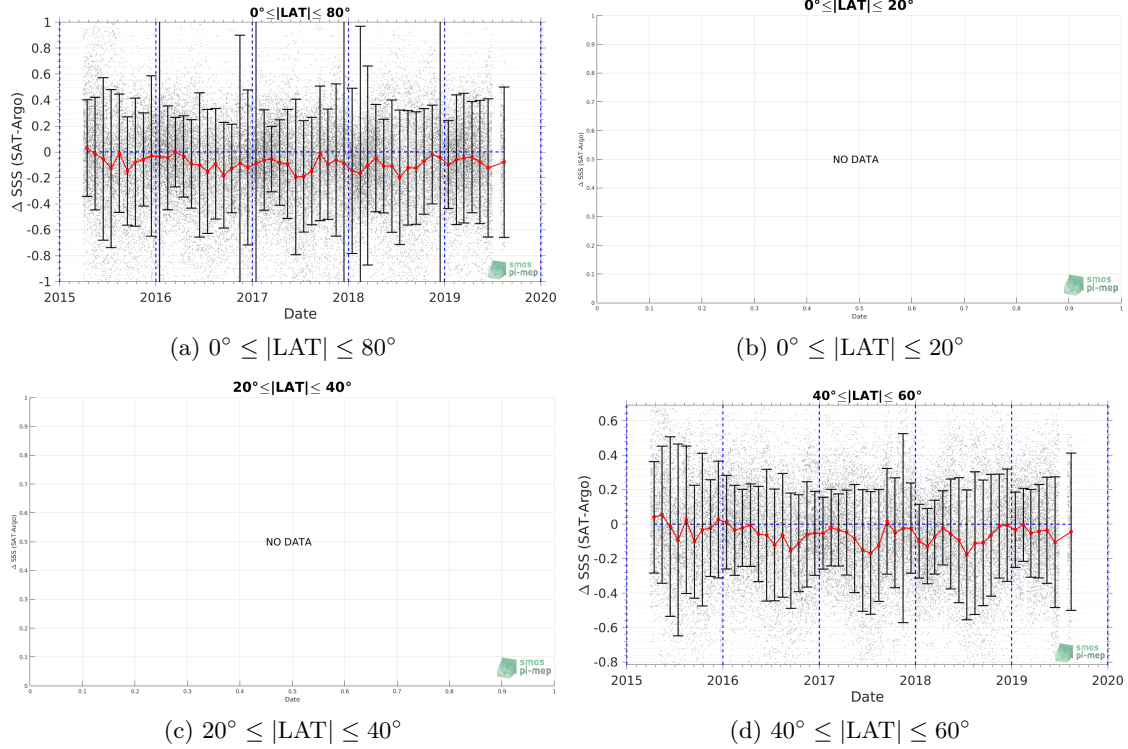 0°≤|LAT|≤ 80°
1
0.8
0.6
0.4
0.2
0
-0.2
-0.4
-0.6
-0.8
-1
Δ SSS (SAT-Argo)
2015 2016 2017 2018 2019 2020
Date
smos
pi-mep
(a) 0° ≤ |LAT| ≤ 80°
0°≤|LAT|≤ 20°
1
0.9
0.8
0.7
0.6
0.5
0.4
0.3
0.2
0.1
0
Δ SSS (SAT-Argo)
NO DATA
0 0.1 0.2 0.3 0.4 0.5 0.6 0.7 0.8 0.9 1
Date
smos
pi-mep
(b) 0° ≤ |LAT| ≤ 20°
20°≤|LAT|≤ 40°
1
0.9
0.8
0.7
0.6
0.5
0.4
0.3
0.2
0.1
0
Δ SSS (SAT-Argo)
NO DATA
0 0.1 0.2 0.3 0.4 0.5 0.6 0.7 0.8 0.9 1
Date
smos
pi-mep
(c) 20° ≤ |LAT| ≤ 40°
40°≤|LAT|≤ 60°
0.6
0.4
0.2
0
-0.2
-0.4
-0.6
-0.8
Δ SSS (SAT-Argo)
2015 2016 2017 2018 2019 2020
Date
smos
pi-mep
(d) 40° ≤ |LAT| ≤ 60°